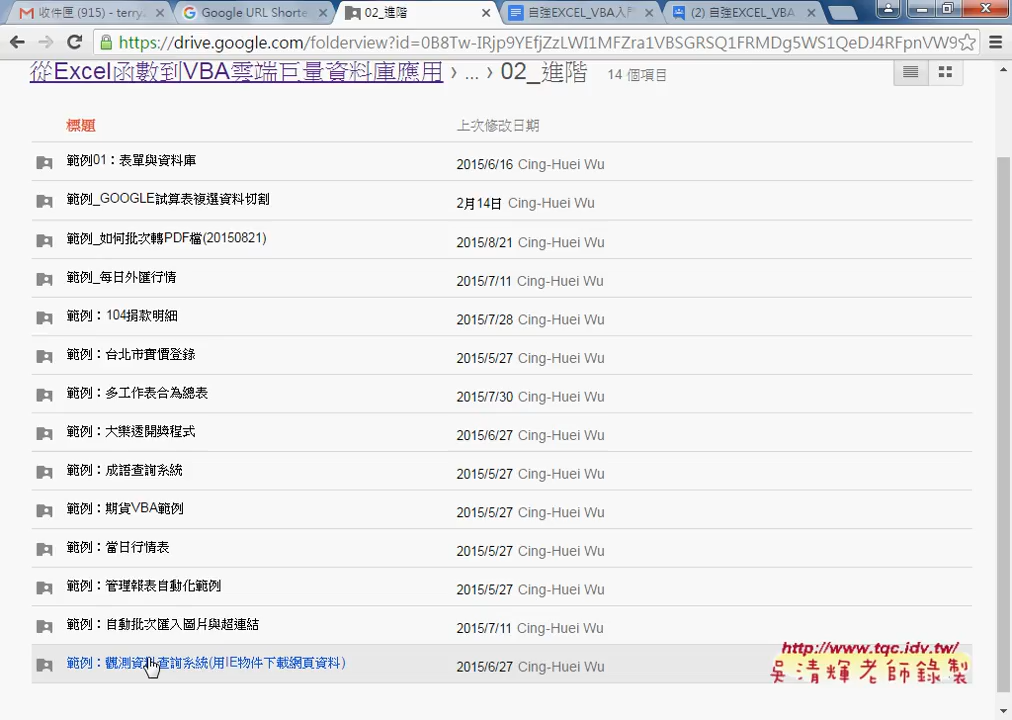 收件匣 (915) - terry.
Google URL Shorte
02_進階
自強EXCEL_VBA入門
(2) 自強EXCEL_VBA
https://drive.google.com/folderview?id=0B8Tw-IRjp9YEfjZzLWI1MFZra1VBSGRSQ1FRMDg5WS1QeDJ4RFpnVW9
從Excel函數到VBA雲端巨量資料庫應用 › ... › 02_進階 14 個項目
標題 上次修改日期
範例01：表單與資料庫 2015/6/16 Cing-Huei Wu
範例_GOOGLE試算表複選資料切割 2月14日 Cing-Huei Wu
範例_如何批次轉PDF檔(20150821) 2015/8/21 Cing-Huei Wu
範例_每日外匯行情 2015/7/11 Cing-Huei Wu
範例：104捐款明細 2015/7/28 Cing-Huei Wu
範例：台北市實價登錄 2015/5/27 Cing-Huei Wu
範例：多工作表合為總表 2015/7/30 Cing-Huei Wu
範例：大樂透開獎程式 2015/6/27 Cing-Huei Wu
範例：成語查詢系統 2015/5/27 Cing-Huei Wu
範例：期貨VBA範例 2015/5/27 Cing-Huei Wu
範例：當日行情表 2015/5/27 Cing-Huei Wu
範例：管理報表自動化範例 2015/5/27 Cing-Huei Wu
範例：自動批次匯入圖片與超連結 2015/7/11 Cing-Huei Wu
範例：觀測資料查詢系統(用IE物件下載網頁資料) 2015/6/27 Cing-Huei Wu
http://www.tqc.idv.tw/
吳清輝老師錄製